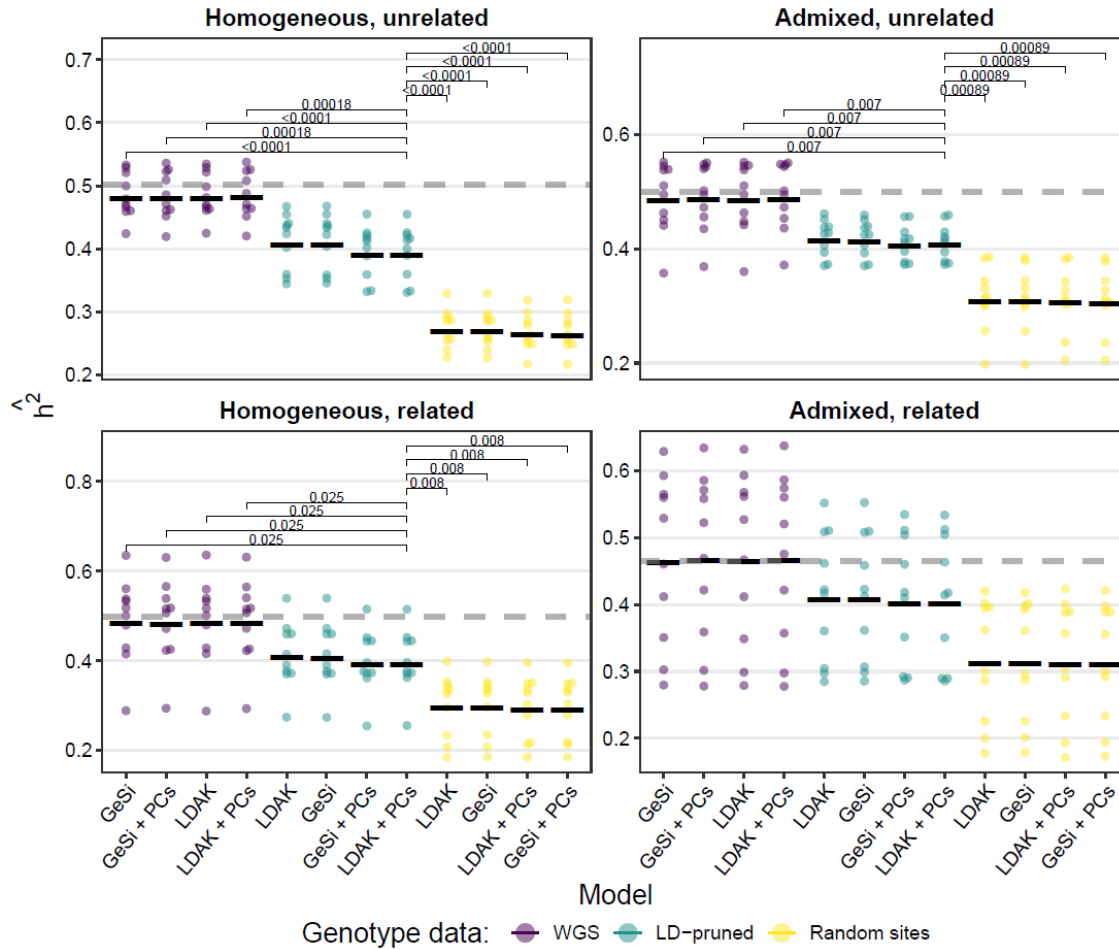 Homogeneous, unrelated
Admixed, unrelated
0.7
0.6
0.5
0.4
0.3
0.2
<0.0001
<0.0001
<0.0001
<0.0001
0.00018
<0.0001
0.00018
<0.0001
0.6
0.4
0.2
0.00089
0.00089
0.00089
0.00089
0.007
0.007
0.007
0.007
ĥ²
Homogeneous, related
Admixed, related
0.8
0.6
0.4
0.2
0.008
0.008
0.008
0.008
0.025
0.025
0.025
0.025
0.6
0.5
0.4
0.3
0.2
GeSi
GeSi + PCs
LDAK
LDAK + PCs
LDAK
GeSi
GeSi + PCs
LDAK + PCs
LDAK
GeSi
LDAK + PCs
GeSi + PCs
GeSi
GeSi + PCs
LDAK
LDAK + PCs
LDAK
GeSi
GeSi + PCs
LDAK + PCs
LDAK
GeSi
LDAK + PCs
GeSi + PCs
Model
Genotype data: WGS LD−pruned Random sites